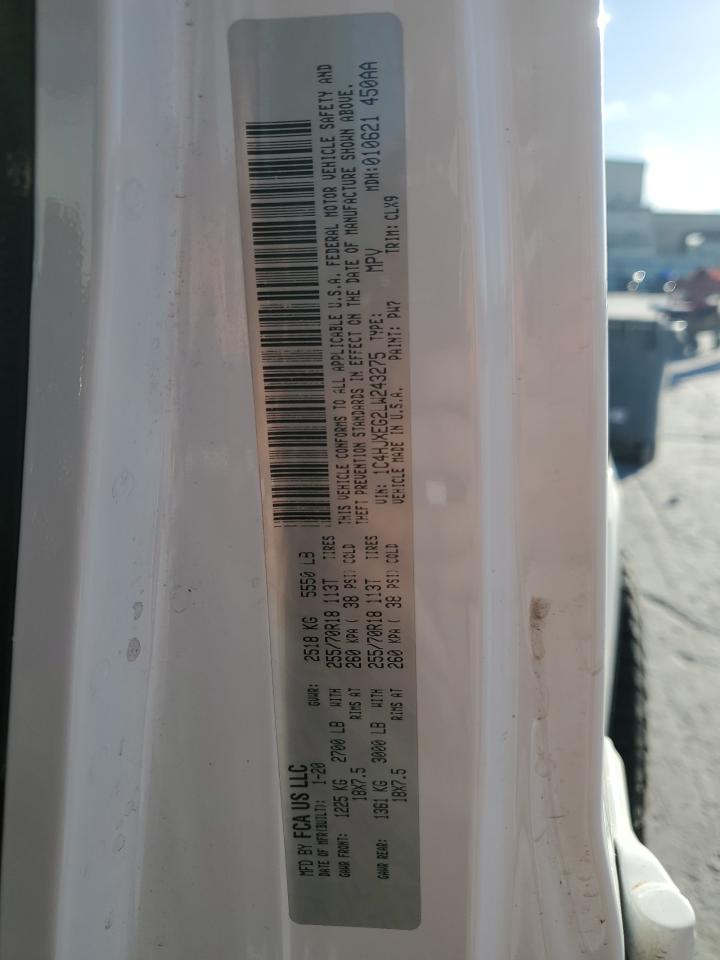 MFD BY FCA US LLC
DATE OF MFR(BUILT): 1-20 GVWR: 2518 KG 5550 LB
GAWR FRONT: 1225 KG 2700 LB WITH 255/70R18 113T TIRES
18X7.5 RIMS AT 260 KPA ( 38 PSI) COLD
GAWR REAR: 1361 KG 3000 LB WITH 255/70R18 113T TIRES
18X7.5 RIMS AT 260 KPA ( 38 PSI) COLD
THIS VEHICLE CONFORMS TO ALL APPLICABLE U.S.A. FEDERAL MOTOR VEHICLE SAFETY AND
THEFT PREVENTION STANDARDS IN EFFECT ON THE DATE OF MANUFACTURE SHOWN ABOVE.
VIN: 1C4HJXEG2LW243275 TYPE: MPV MDH:010621 450AA
VEHICLE MADE IN U.S.A. PAINT: PW7 TRIM: CLX9